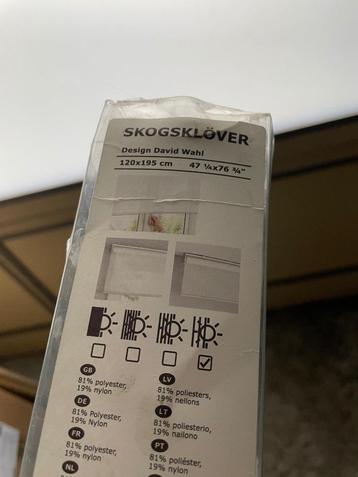 SKOGSKLÖVER
Design David Wahl
120x195 cm 47 ¼x76 ¾"
GB
81% polyester,
19% nylon
DE
81% Polyester,
19% Nylon
FR
81% polyester,
19% nylon
NL
LV
81% poliesters,
19% neilons
LT
81% poliesterio,
19% nailono
PT
81% poliéster,
19% nylon